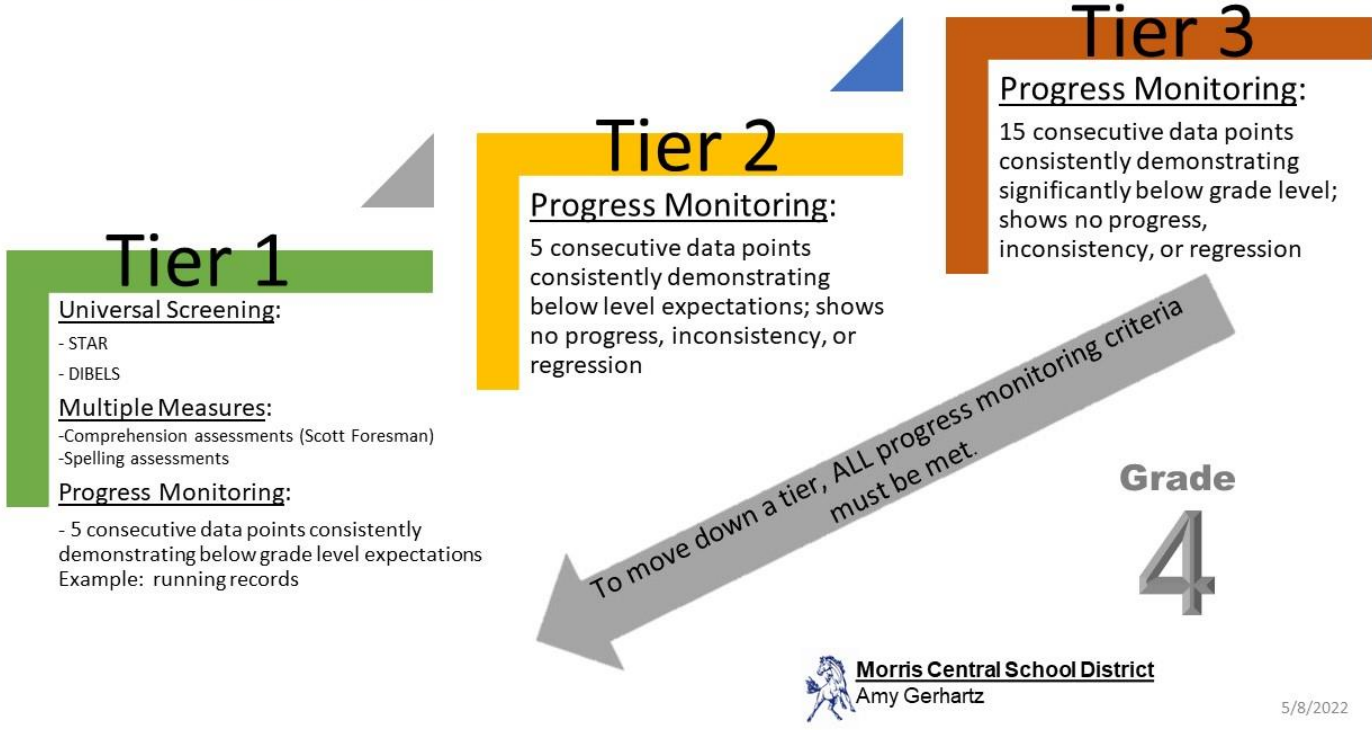 Tier 1
Universal Screening:
- STAR
- DIBELS
Multiple Measures:
-Comprehension assessments (Scott Foresman)
-Spelling assessments
Progress Monitoring:
- 5 consecutive data points consistently
demonstrating below grade level expectations
Example: running records
Tier 2
Progress Monitoring:
5 consecutive data points
consistently demonstrating
below level expectations; shows
no progress, inconsistency, or
regression
Tier 3
Progress Monitoring:
15 consecutive data points
consistently demonstrating
significantly below grade level;
shows no progress,
inconsistency, or regression
To move down a tier, ALL progress monitoring criteria
must be met.
Grade
4
Morris Central School District
Amy Gerhartz
5/8/2022